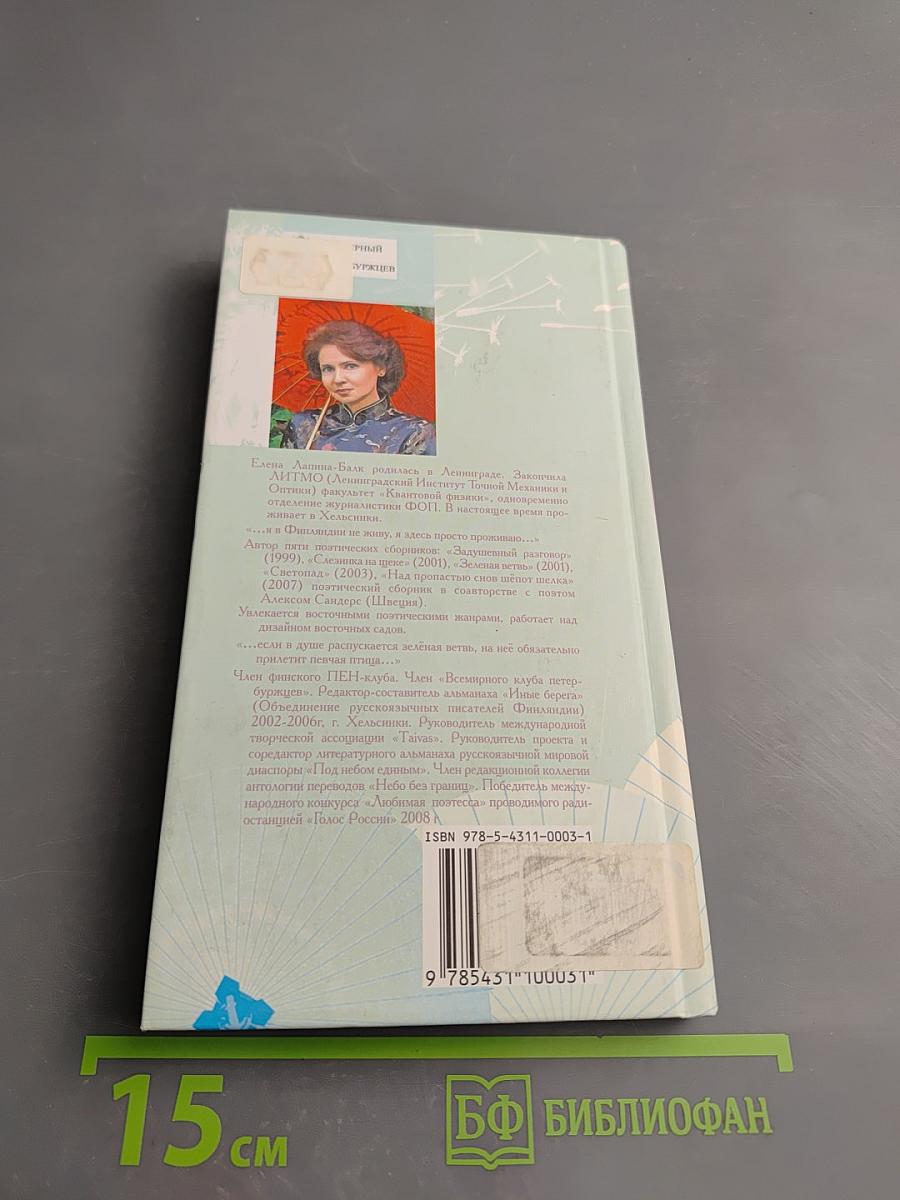 РНЫЙ
БУРЖЦЕВ
Елена Лапина-Балк родилась в Ленинграде. Закончила
ЛИТМО (Ленинградский Институт Точной Механики и
Оптики) факультет «Квантовой физики», одновременно
отделение журналистики ФОП. В настоящее время про-
живает в Хельсинки.
«...я в Финляндии не живу, я здесь просто проживаю...»
Автор пяти поэтических сборников: «Задушевный разговор»
(1999), «Слезинка на щеке» (2001), «Зеленая ветвь» (2001),
«Светопад» (2003), «Над пропастью снов шёпот шелка»
(2007) поэтический сборник в соавторстве с поэтом
Алексом Сандерс (Швеция).
Увлекается восточными поэтическими жанрами, работает над
дизайном восточных садов.
«...если в душе распускается зелёная ветвь, на неё обязательно
прилетит певчая птица...»
Член финского ПЕН-клуба. Член «Всемирного клуба петер-
буржцев». Редактор-составитель альманаха «Иные берега»
(Объединение русскоязычных писателей Финляндии)
2002-2006г, г. Хельсинки. Руководитель международной
творческой ассоциации «Taivas». Руководитель проекта и
соредактор литературного альманаха русскоязычной мировой
диаспоры «Под небом единым». Член редакционной коллегии
антологии переводов «Небо без границ». Победитель между-
народного конкурса «Любимая поэтесса» проводимого ради-
останцией «Голос России» 2008 г
ISBN 978-5-4311-0003-1
9 785431 100031
15 см
БФ БИБЛИОФАН